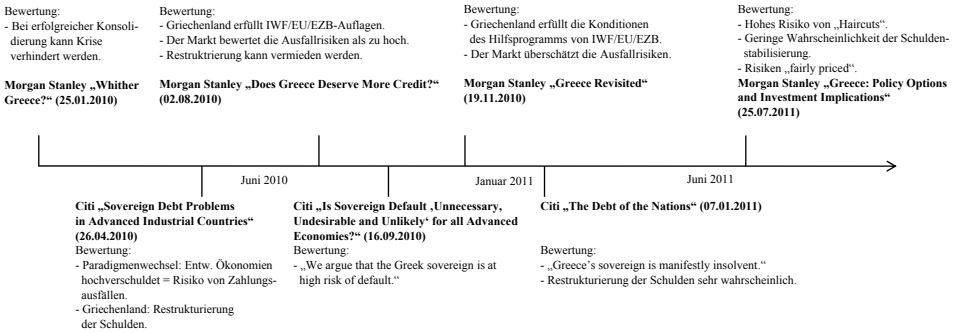 Bewertung:
- Bei erfolgreicher Konsoli-
dierung kann Krise
verhindert werden.
Morgan Stanley „Whither
Greece?“ (25.01.2010)
Bewertung:
- Griechenland erfüllt IWF/EU/EZB-Auflagen.
- Der Markt bewertet die Ausfallrisiken als zu hoch.
- Restruktrierung kann vermieden werden.
Morgan Stanley „Does Greece Deserve More Credit?“
(02.08.2010)
Bewertung:
- Griechenland erfüllt die Konditionen
des Hilfsprogramms von IWF/EU/EZB.
- Der Markt überschätzt die Ausfallrisiken.
Morgan Stanley „Greece Revisited“
(19.11.2010)
Bewertung:
- Hohes Risiko von „Haircuts“.
- Geringe Wahrscheinlichkeit der Schulden-
stabilisierung.
- Risiken „fairly priced“.
Morgan Stanley „Greece: Policy Options
and Investment Implications“
(25.07.2011)
Juni 2010
Januar 2011
Juni 2011
Citi „Sovereign Debt Problems
in Advanced Industrial Countries“
(26.04.2010)
Bewertung:
- Paradigmenwechsel: Entw. Ökonomien
hochverschuldet = Risiko von Zahlungs-
ausfällen.
- Griechenland: Restrukturierung
der Schulden.
Citi „Is Sovereign Default ‚Unnecessary,
Undesirable and Unlikely‘ for all Advanced
Economies?“ (16.09.2010)
Bewertung:
- „We argue that the Greek sovereign is at
high risk of default.“
Citi „The Debt of the Nations“ (07.01.2011)
Bewertung:
- „Greece’s sovereign is manifestly insolvent.“
- Restrukturierung der Schulden sehr wahrscheinlich.